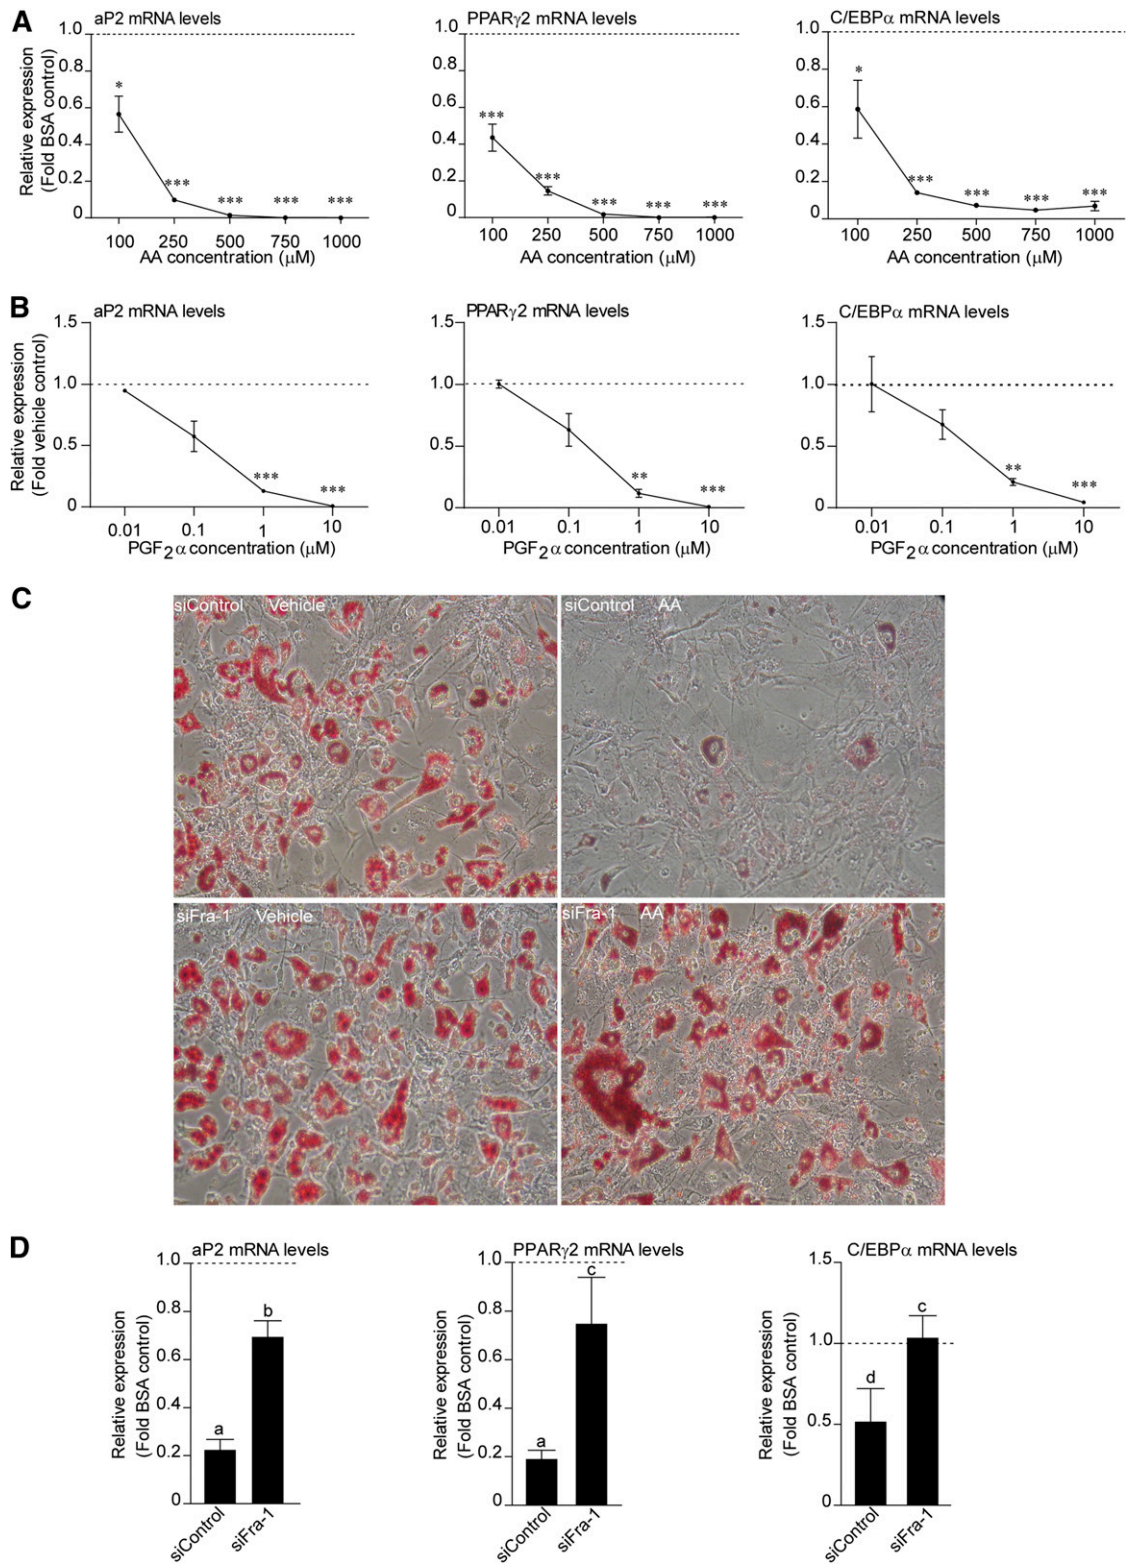 A
aP2 mRNA levels
PPARγ2 mRNA levels
C/EBPα mRNA levels
Relative expression
(Fold BSA control)
1.0
0.8
0.6
0.4
0.2
0
*
***
***
***
***
100 250 500 750 1000
AA concentration (μM)
1.0
0.8
0.6
0.4
0.2
0
***
***
***
***
***
100 250 500 750 1000
AA concentration (μM)
1.0
0.8
0.6
0.4
0.2
0
*
***
***
***
***
100 250 500 750 1000
AA concentration (μM)
B
aP2 mRNA levels
PPARγ2 mRNA levels
C/EBPα mRNA levels
Relative expression
(Fold vehicle control)
1.5
1.0
0.5
0
***
***
0.01 0.1 1 10
PGF2α concentration (μM)
1.5
1.0
0.5
0
**
***
0.01 0.1 1 10
PGF2α concentration (μM)
1.5
1.0
0.5
0
**
***
0.01 0.1 1 10
PGF2α concentration (μM)
C
siControl Vehicle
siControl AA
siFra-1 Vehicle
siFra-1 AA
D
aP2 mRNA levels
Relative expression
(Fold BSA control)
1.0
0.8
0.6
0.4
0.2
0
a
b
siControl
siFra-1
PPARγ2 mRNA levels
Relative expression
(Fold BSA control)
1.0
0.8
0.6
0.4
0.2
0
a
c
siControl
siFra-1
C/EBPα mRNA levels
Relative expression
(Fold BSA control)
1.5
1.0
0.5
0
d
c
siControl
siFra-1